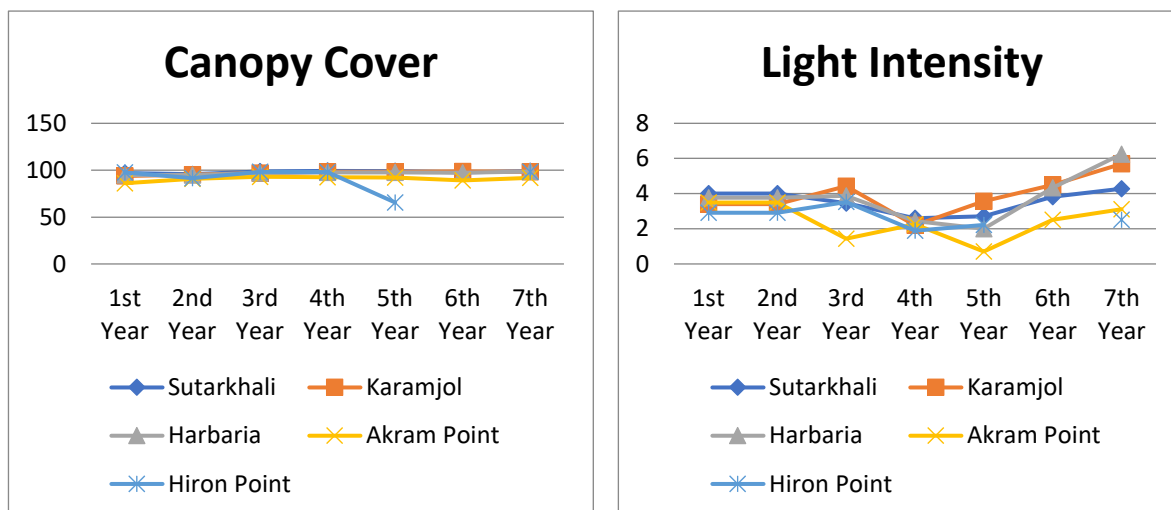 Canopy Cover
150
100
50
0
1st Year
2nd Year
3rd Year
4th Year
5th Year
6th Year
7th Year
Sutarkhali
Karamjol
Harbaria
Akram Point
Hiron Point
Light Intensity
8
6
4
2
0
1st Year
2nd Year
3rd Year
4th Year
5th Year
6th Year
7th Year
Sutarkhali
Karamjol
Harbaria
Akram Point
Hiron Point